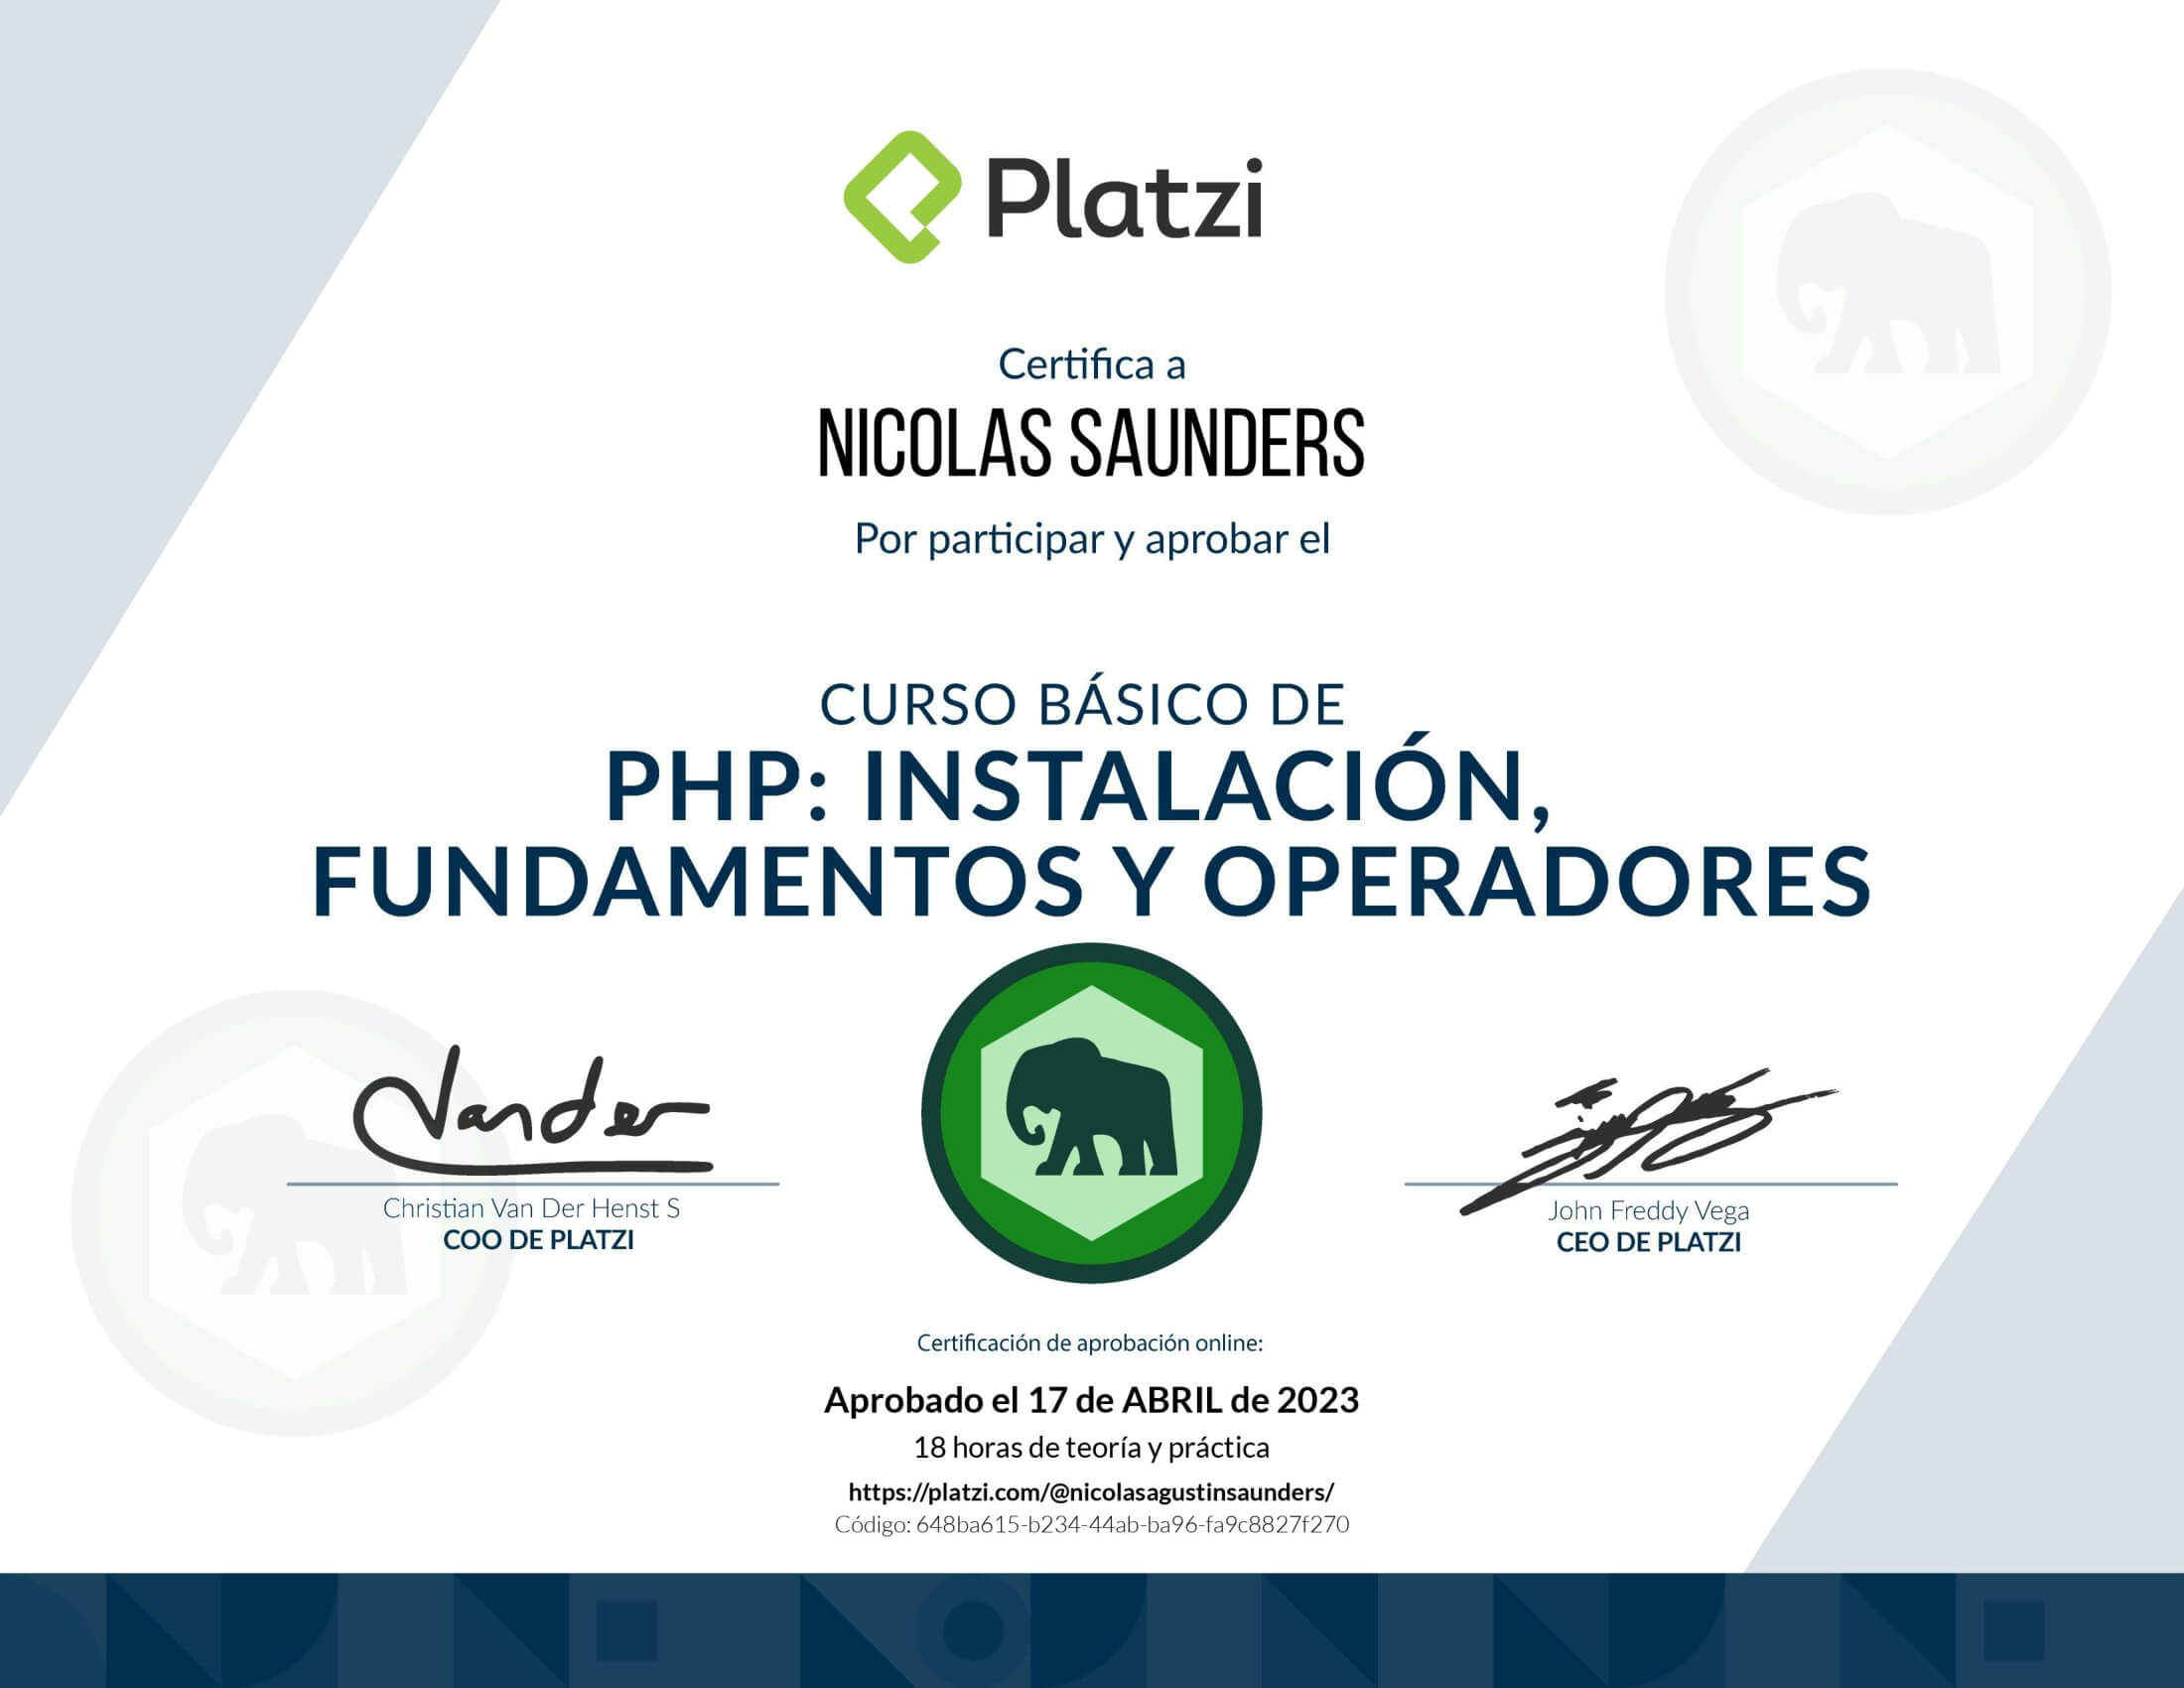 Platzi
Certifica a
NICOLAS SAUNDERS
Por participar y aprobar el
CURSO BÁSICO DE
PHP: INSTALACIÓN,
FUNDAMENTOS Y OPERADORES
Vander
Christian Van Der Henst S
COO DE PLATZI
John Freddy Vega
CEO DE PLATZI
Certificación de aprobación online:
Aprobado el 17 de ABRIL de 2023
18 horas de teoría y práctica
https://platzi.com/@nicolasagustinsaunders/
Código: 648ba615-b234-44ab-ba96-fa9c8827f270